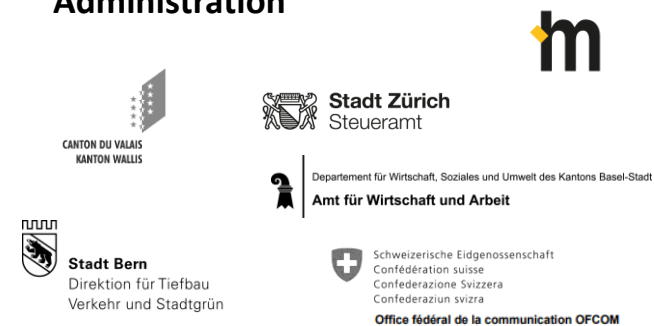 Administration
m
CANTON DU VALAIS
KANTON WALLIS
Stadt Zürich
Steueramt
Departement für Wirtschaft, Soziales und Umwelt des Kantons Basel-Stadt
Amt für Wirtschaft und Arbeit
Stadt Bern
Direktion für Tiefbau
Verkehr und Stadtgrün
Schweizerische Eidgenossenschaft
Confédération suisse
Confederazione Svizzera
Confederaziun svizra
Office fédéral de la communication OFCOM